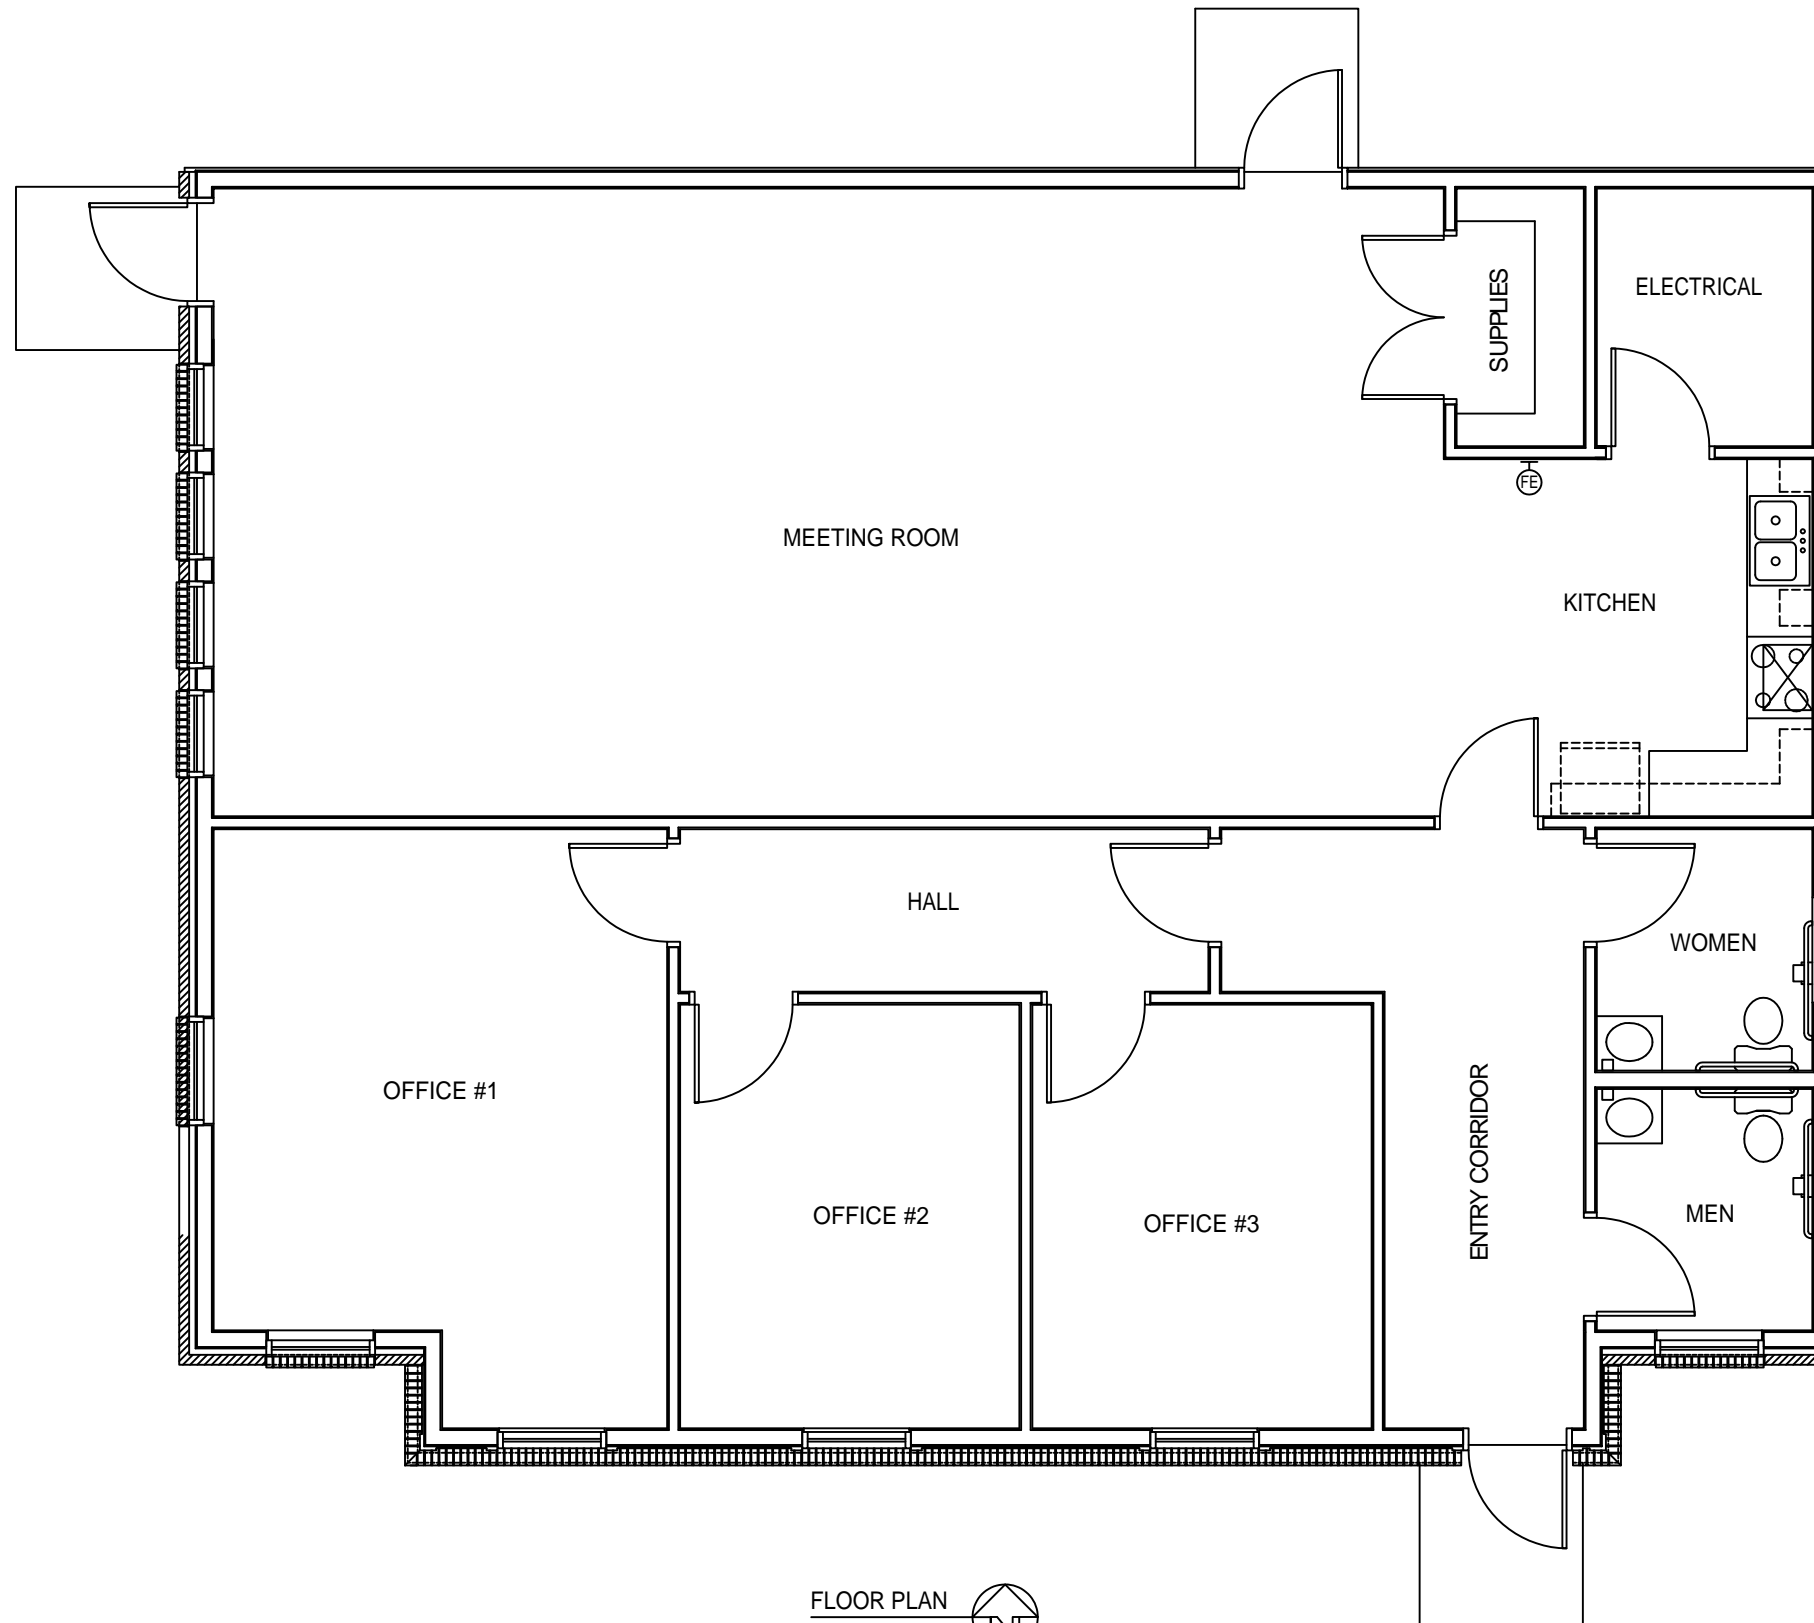 ELECTRICAL
SUPPLIES
FE
MEETING ROOM
KITCHEN
HALL
WOMEN
OFFICE #1
ENTRY CORRIDOR
OFFICE #2
OFFICE #3
MEN
FLOOR PLAN
N